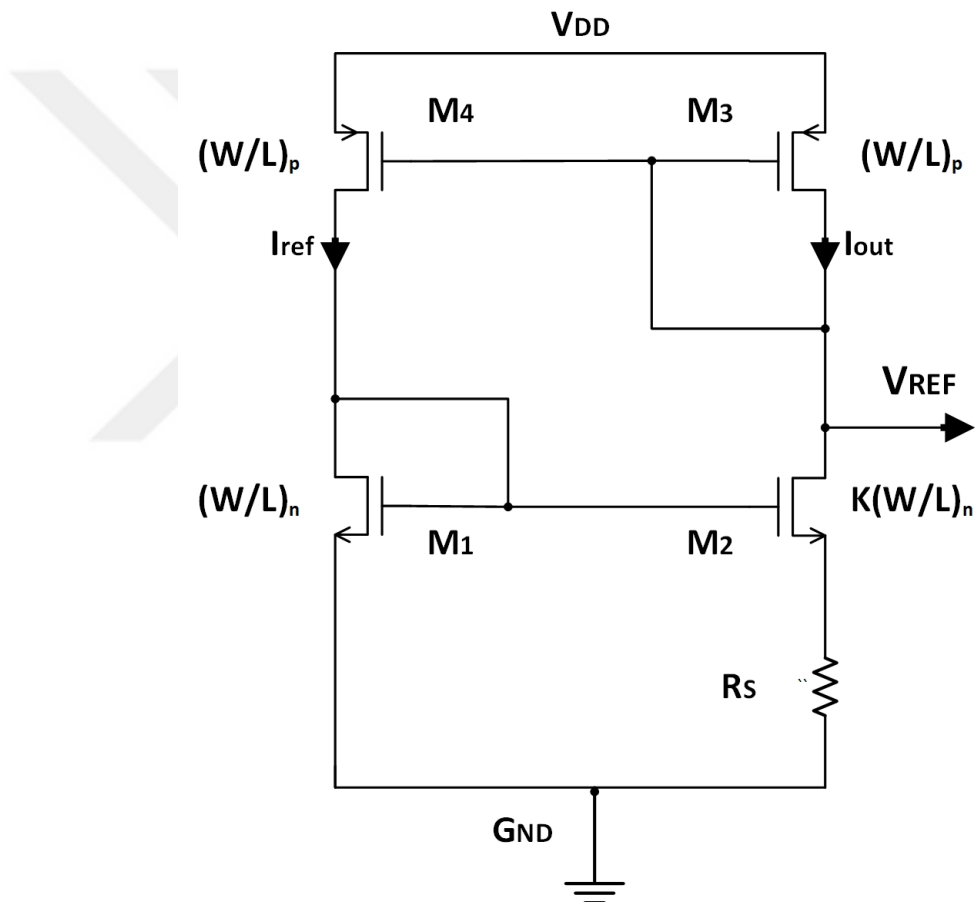 VDD
M4
M3
(W/L)p
(W/L)p
Iref
Iout
VREF
(W/L)n
K(W/L)n
M1
M2
RS
GND